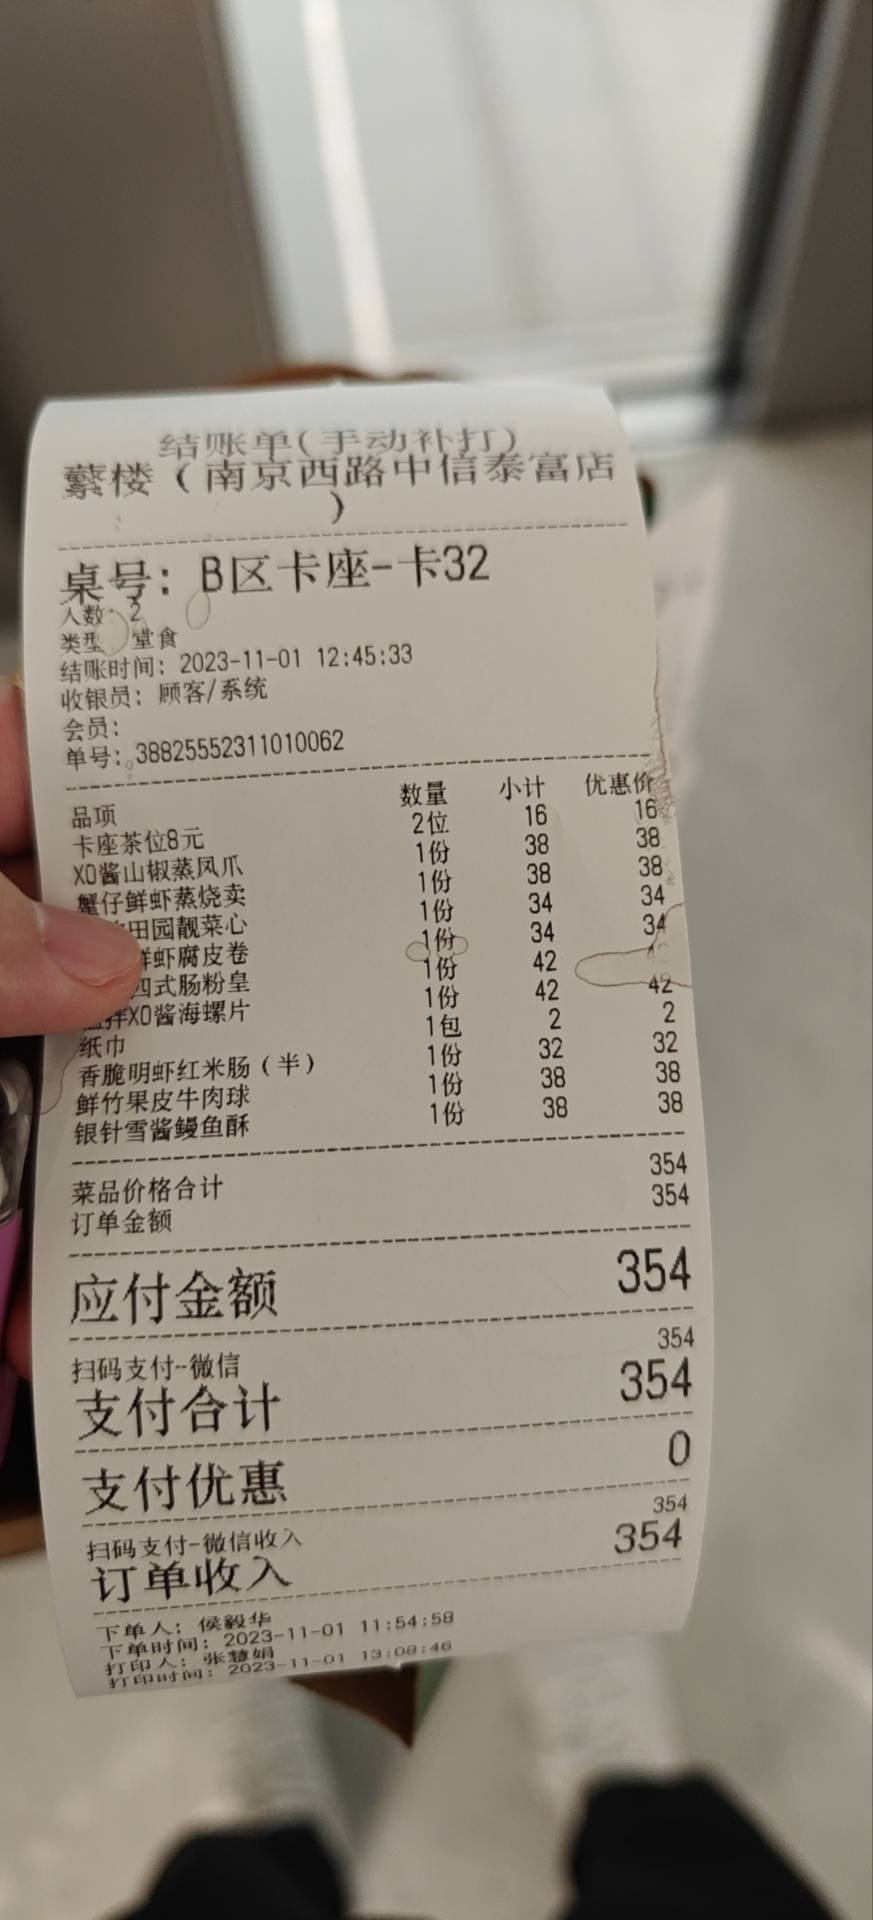 结账单(手动补打)
蘩楼(南京西路中信泰富店
)
桌号: B区卡座-卡32
人数: 2
类型 堂食
结账时间: 2023-11-01 12:45:33
收银员: 顾客/系统
会员:
单号: 38825552311010062
品项 数量 小计 优惠价
卡座茶位8元 2位 16 16
XO酱山椒蒸凤爪 1份 38 38
蟹仔鲜虾蒸烧卖 1份 38 38
田园靓菜心 1份 34 34
鲜虾腐皮卷 1份 34 34
四式肠粉皇 1份 42
拌XO酱海螺片 1份 42 42
纸巾 1包 2 2
香脆明虾红米肠(半) 1份 32 32
鲜竹果皮牛肉球 1份 38 38
银针雪酱鳗鱼酥 1份 38 38
菜品价格合计 354
订单金额 354
应付金额 354
扫码支付-微信 354
支付合计 354
支付优惠 0
扫码支付-微信收入 354
订单收入 354
下单人: 侯毅华
下单时间: 2023-11-01 11:54:58
打印人: 张慧娟
打印时间: 2023-11-01 13:08:46